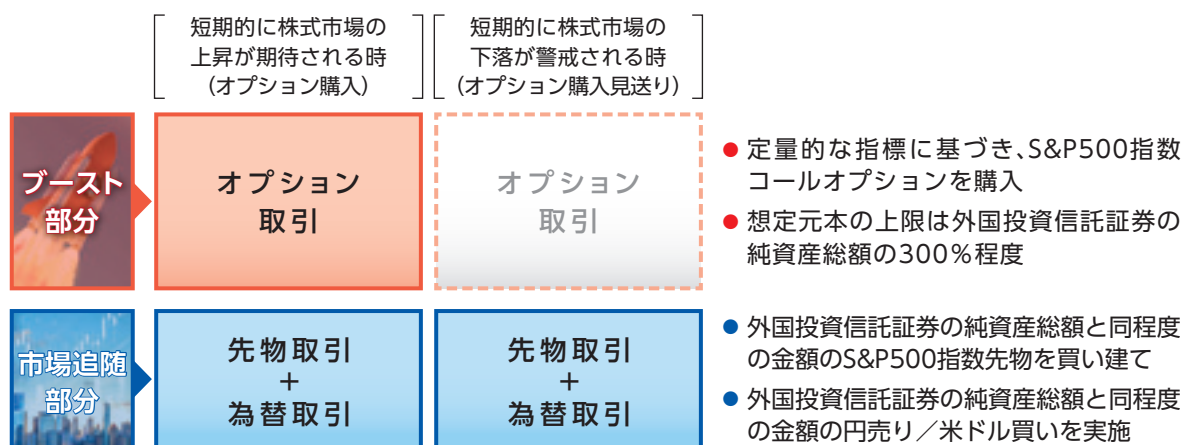 短期的に株式市場の
上昇が期待される時
（オプション購入）
短期的に株式市場の
下落が警戒される時
（オプション購入見送り）
ブースト
部分
オプション
取引
オプション
取引
● 定量的な指標に基づき、S&P500指数
コールオプションを購入
● 想定元本の上限は外国投資信託証券の
純資産総額の300％程度
市場追随
部分
先物取引
＋
為替取引
先物取引
＋
為替取引
● 外国投資信託証券の純資産総額と同程度
の金額のS&P500指数先物を買い建て
● 外国投資信託証券の純資産総額と同程度
の金額の円売り／米ドル買いを実施